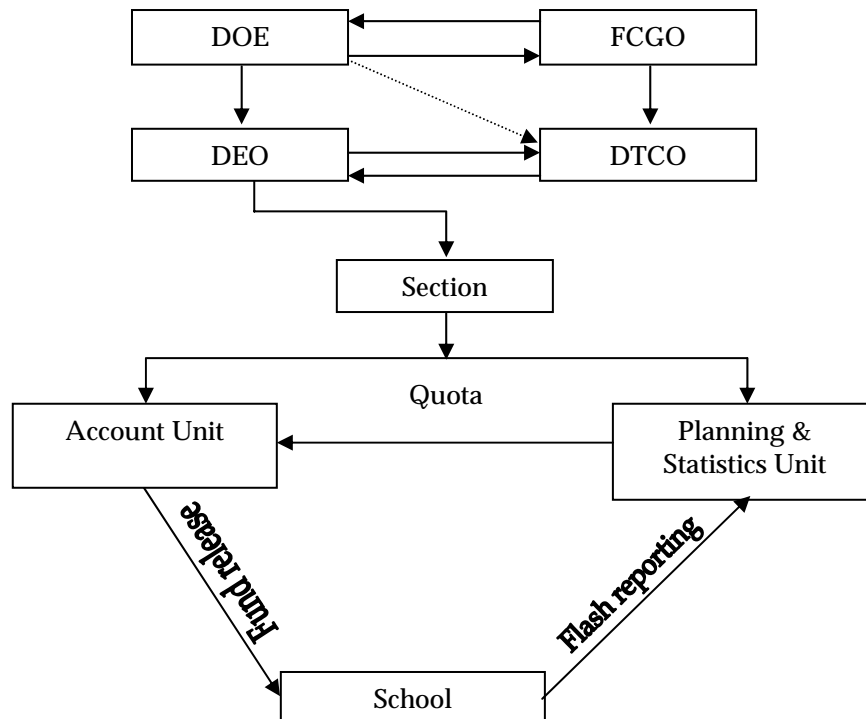 DOE
FCGO
DEO
DTCO
Section
Quota
Account Unit
Planning &
Statistics Unit
Fund release
Flash reporting
School